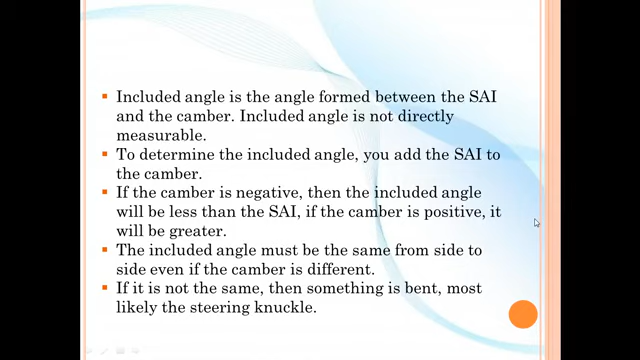 Included angle is the angle formed between the SAI
and the camber. Included angle is not directly
measurable.
To determine the included angle, you add the SAI to
the camber.
If the camber is negative, then the included angle
will be less than the SAI, if the camber is positive, it
will be greater.
The included angle must be the same from side to
side even if the camber is different.
If it is not the same, then something is bent, most
likely the steering knuckle.